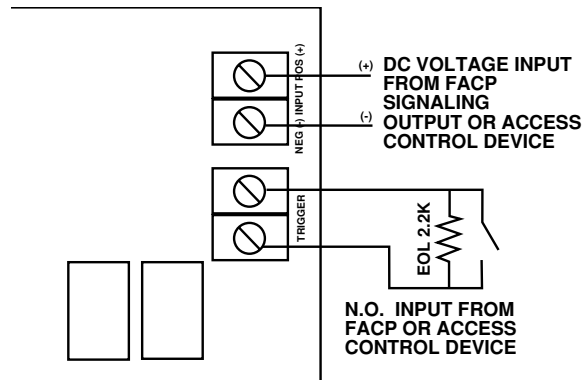 NEG (-) INPUT POS (+)
(+) DC VOLTAGE INPUT
FROM FACP
SIGNALING
(-) OUTPUT OR ACCESS
CONTROL DEVICE
TRIGGER
EOL 2.2K
N.O. INPUT FROM
FACP OR ACCESS
CONTROL DEVICE